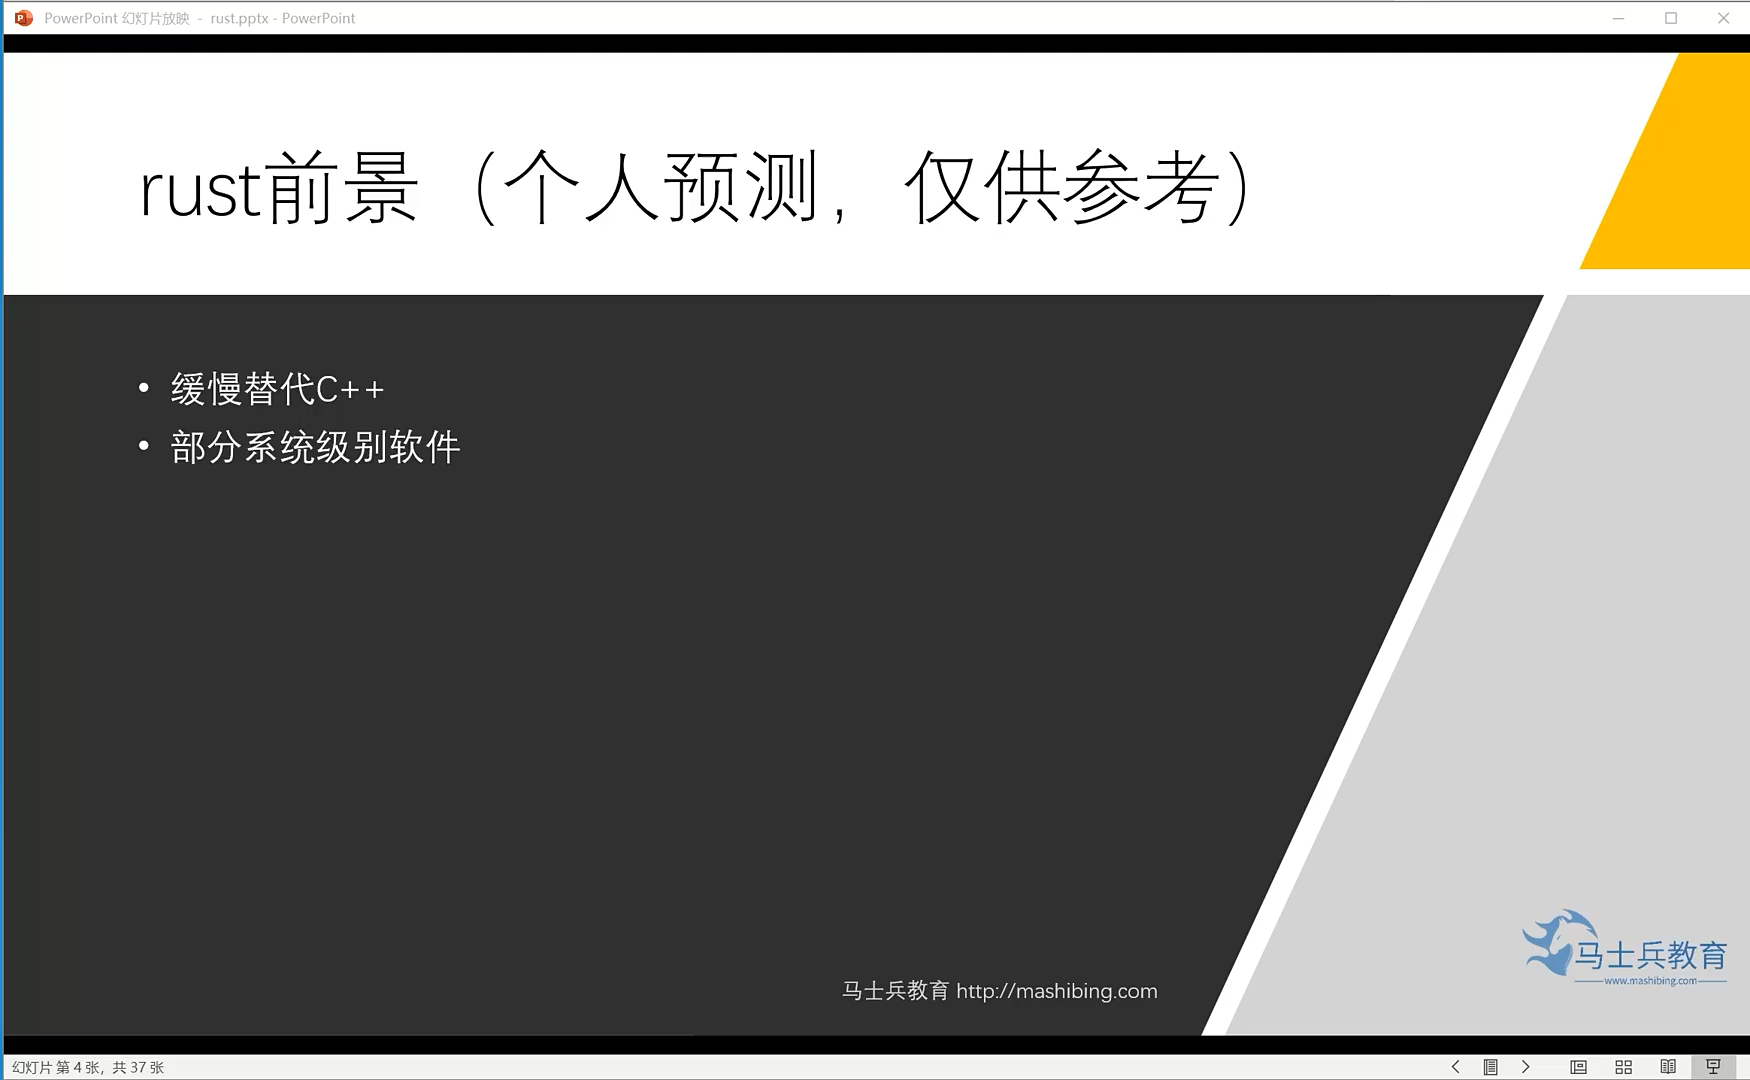 PowerPoint 幻灯片放映 - rust.pptx - PowerPoint
rust前景（个人预测，仅供参考）
• 缓慢替代C++
• 部分系统级别软件
马士兵教育
www.mashibing.com
马士兵教育 http://mashibing.com
幻灯片 第 4 张，共 37 张